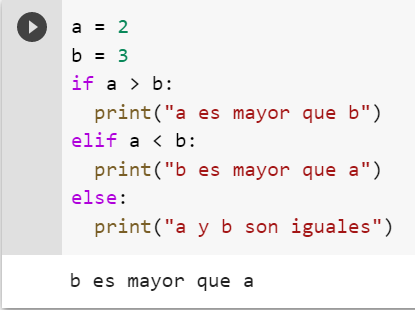 a = 2
b = 3
if a > b:
  print("a es mayor que b")
elif a < b:
  print("b es mayor que a")
else:
  print("a y b son iguales")
b es mayor que a